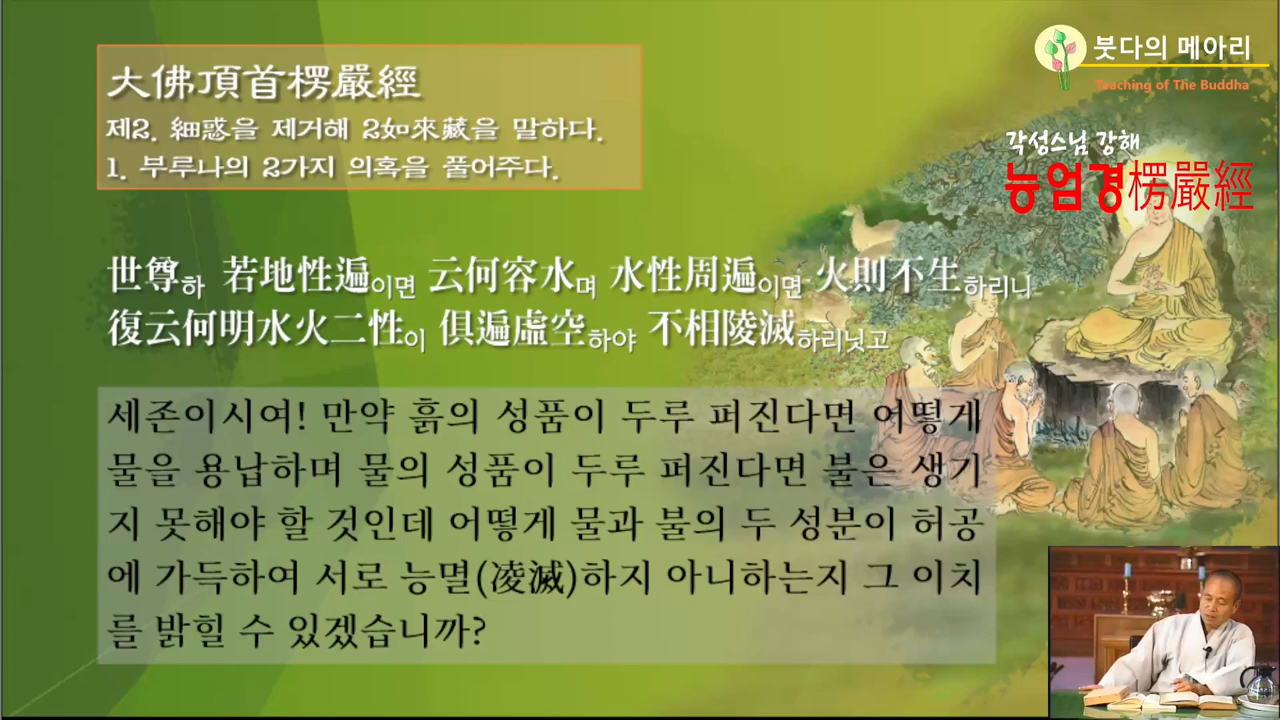 大佛頂首楞嚴經
제2. 細惑을 제거해 2如來藏을 말하다.
1. 부루나의 2가지 의혹을 풀어주다.
붓다의 메아리
Teaching of The Buddha
각성스님 강해
능엄경楞嚴經
世尊하 若地性遍이면 云何容水며 水性周遍이면 火則不生하리니
復云何明水火二性이 俱遍虛空하야 不相陵滅하리닛고
세존이시여! 만약 흙의 성품이 두루 퍼진다면 어떻게
물을 용납하며 물의 성품이 두루 퍼진다면 불은 생기
지 못해야 할 것인데 어떻게 물과 불의 두 성분이 허공
에 가득하여 서로 능멸(凌滅)하지 아니하는지 그 이치
를 밝힐 수 있겠습니까?